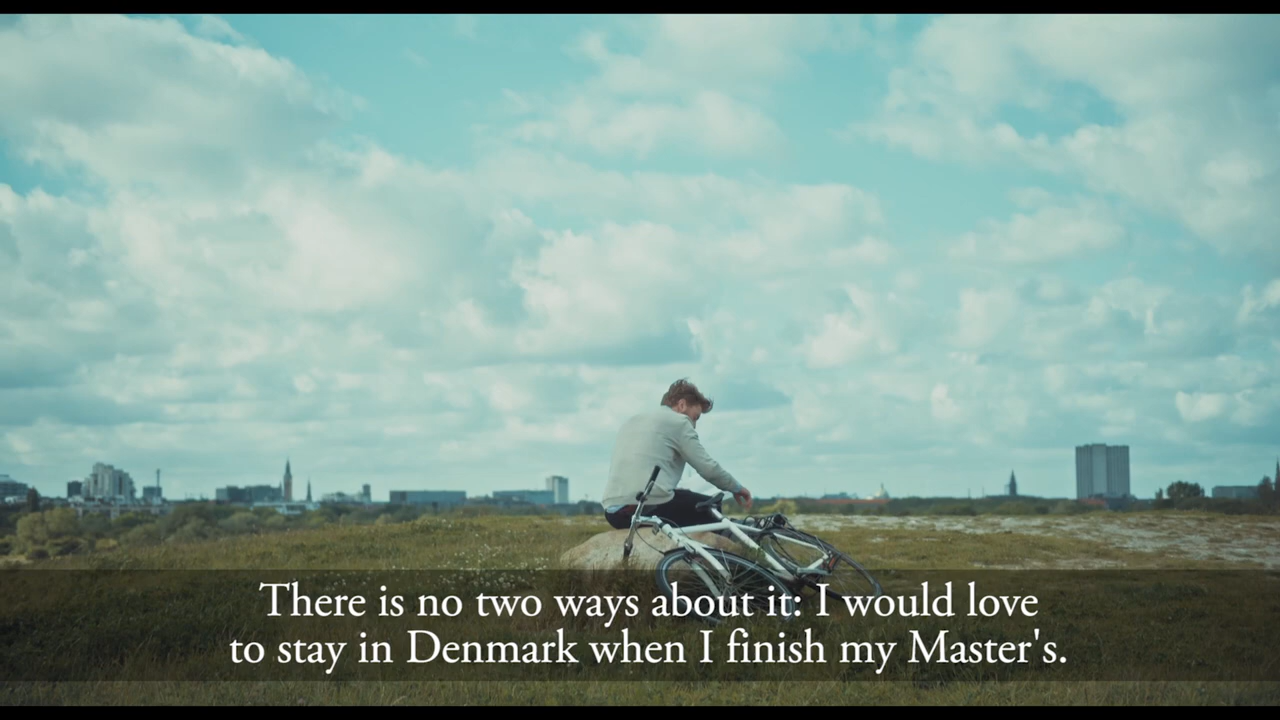 There is no two ways about it: I would love
to stay in Denmark when I finish my Master's.